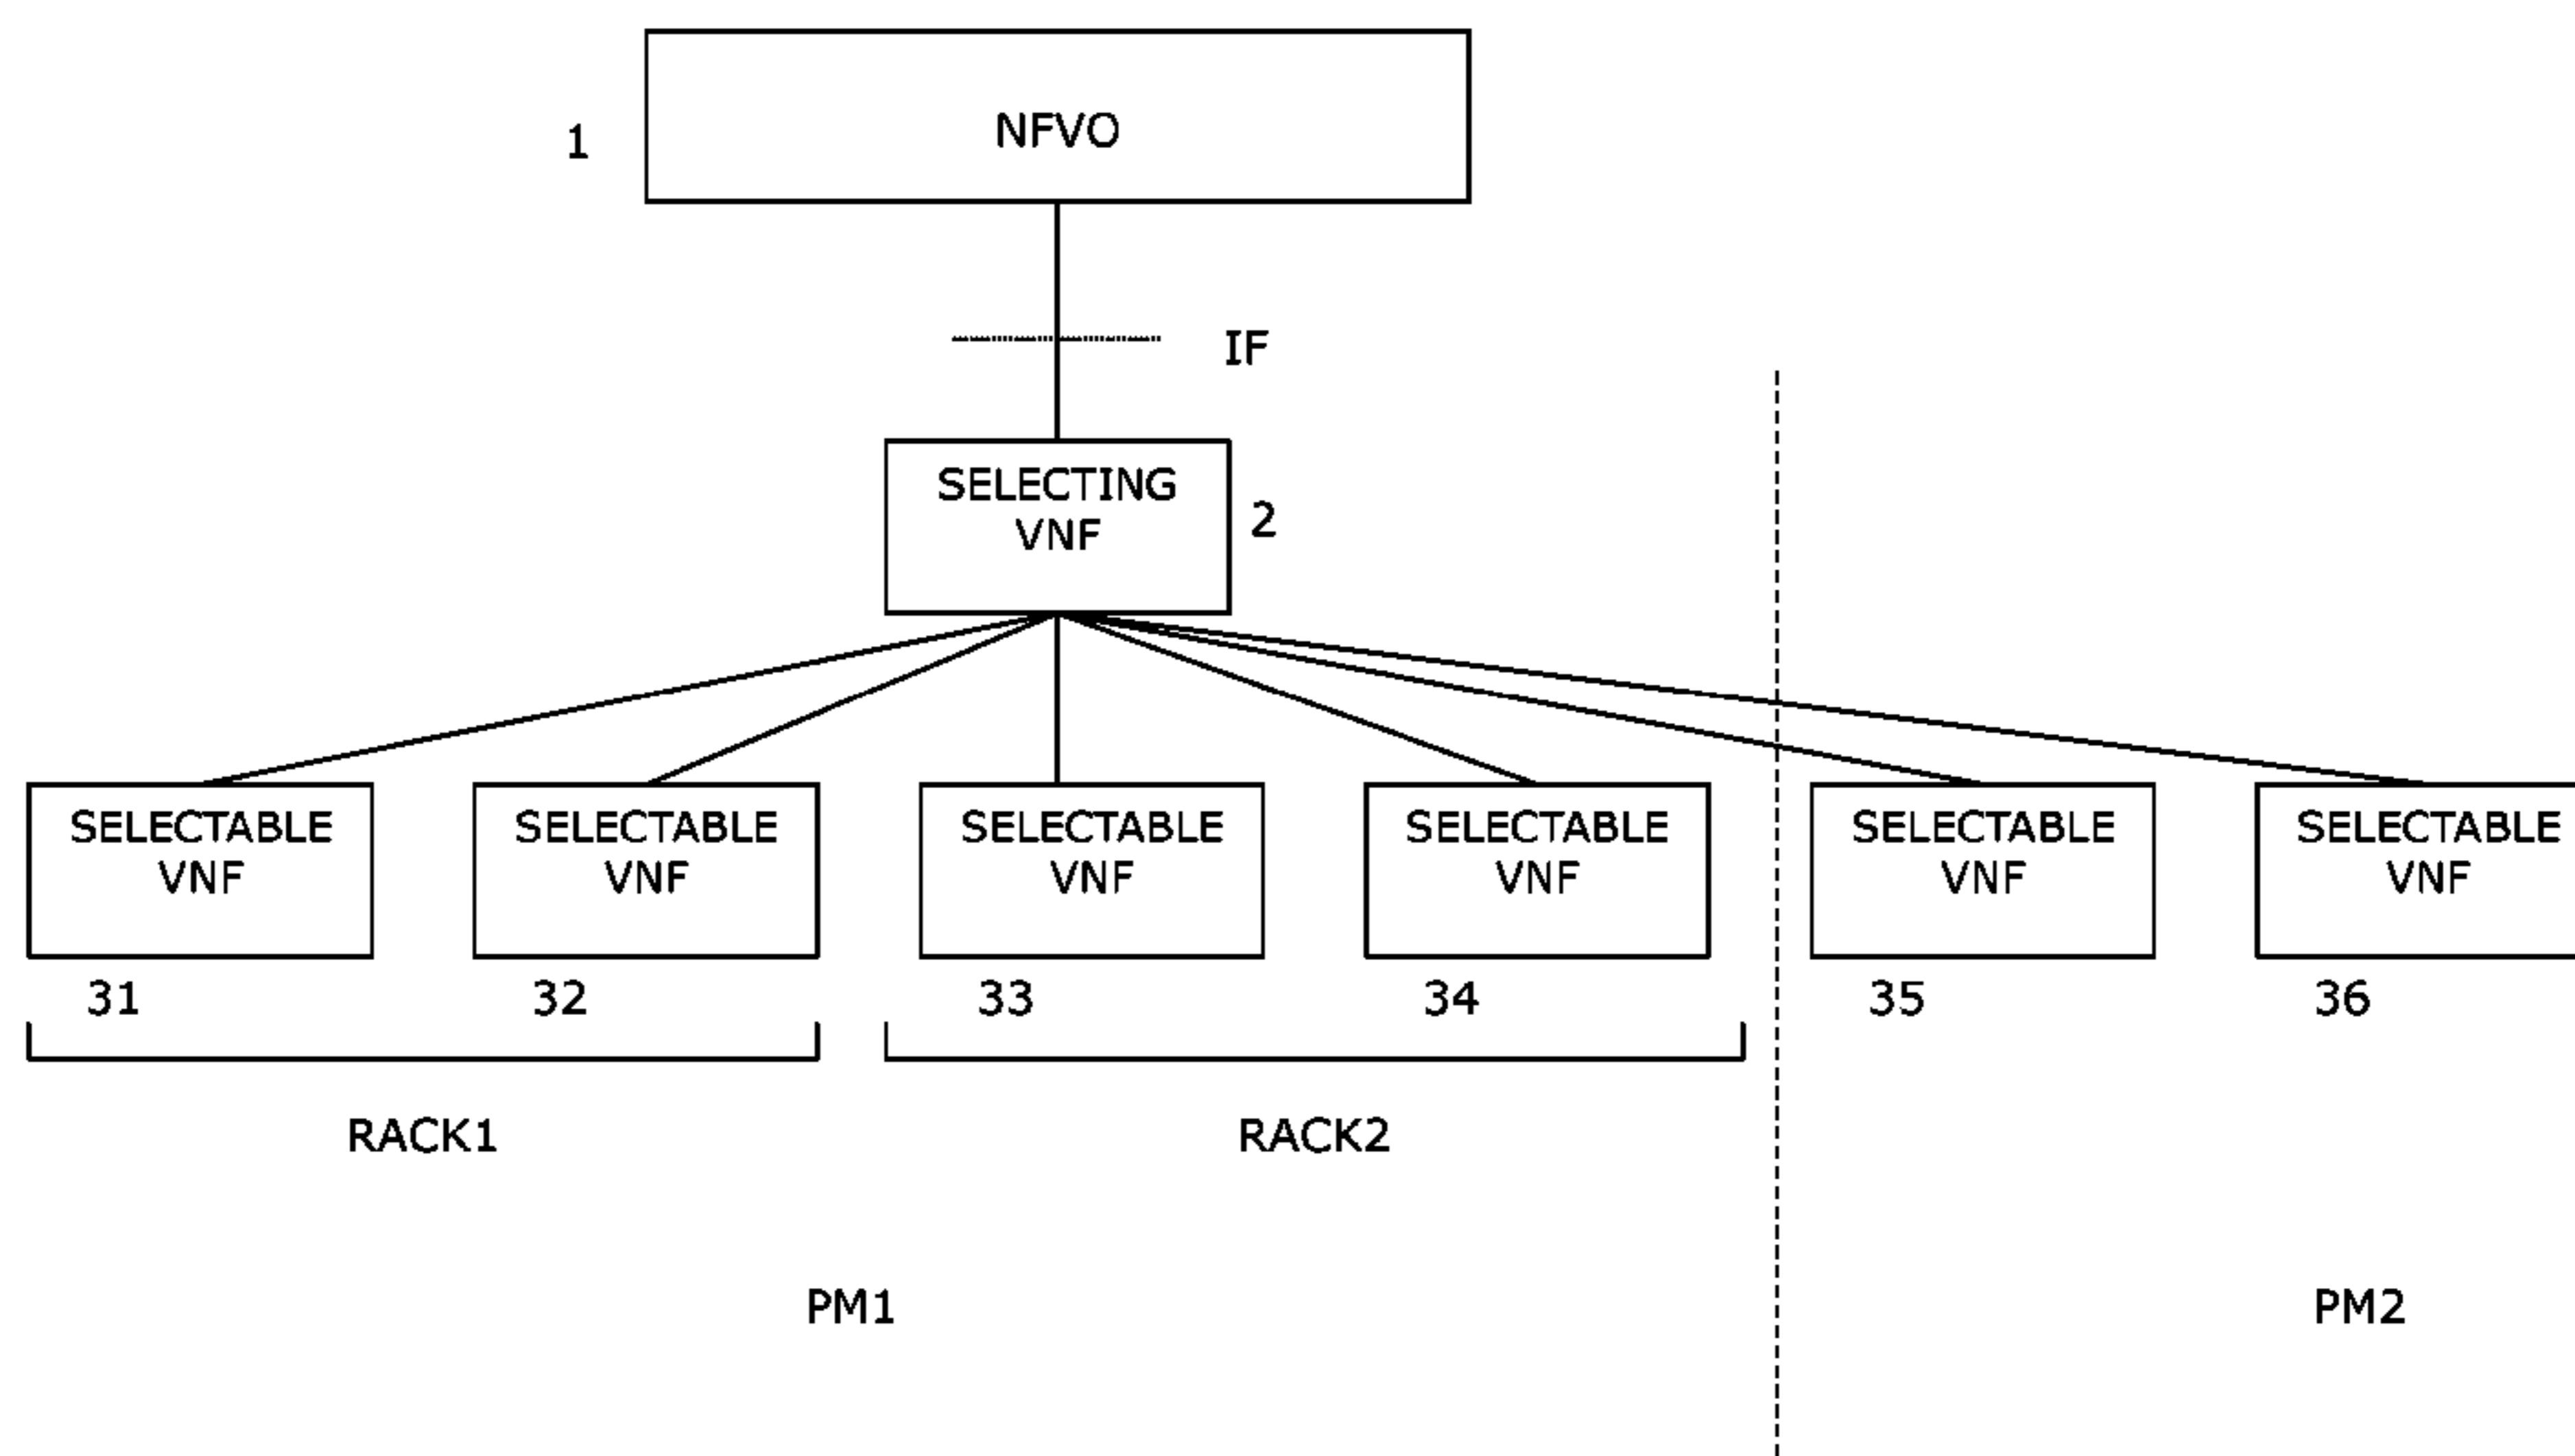 NFVO
1
IF
SELECTING
VNF
2
SELECTABLE
VNF
SELECTABLE
VNF
SELECTABLE
VNF
SELECTABLE
VNF
SELECTABLE
VNF
SELECTABLE
VNF
31
32
33
34
35
36
RACK1
RACK2
PM1
PM2